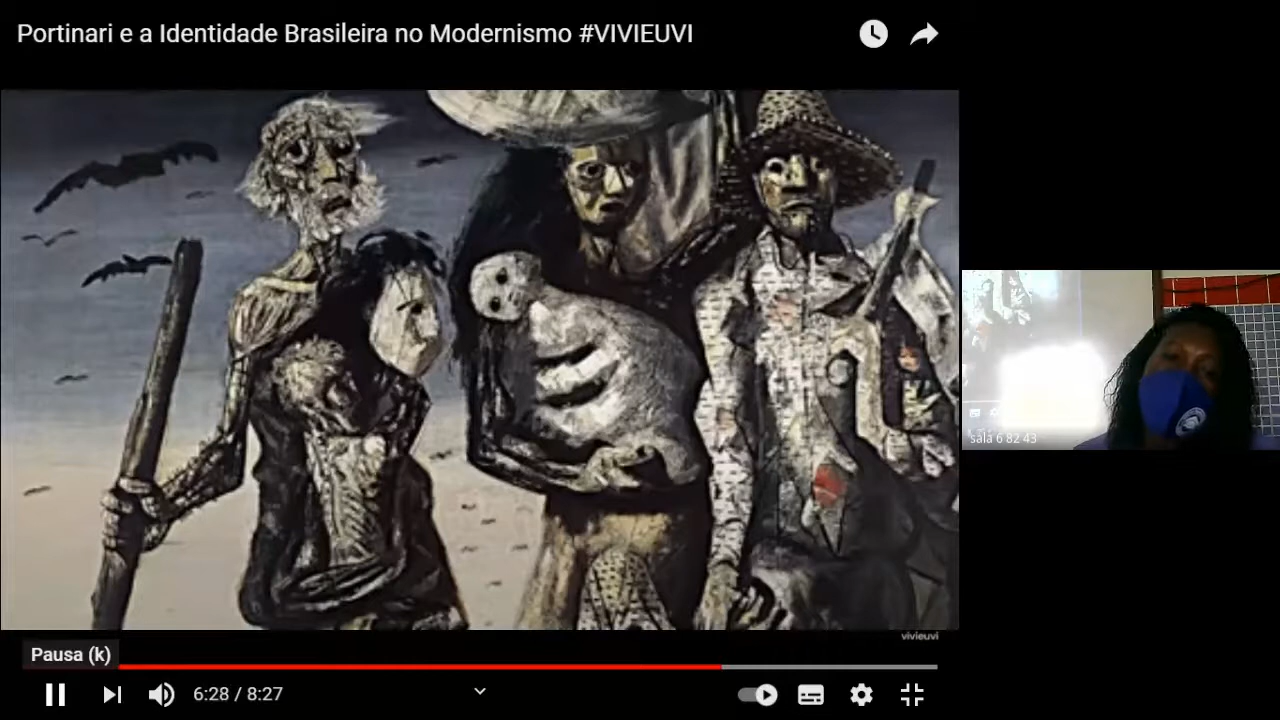 Portinari e a Identidade Brasileira no Modernismo #VIVIEUVI
sala 6 82 43
vivieuvi
Pausa (k)
6:28 / 8:27